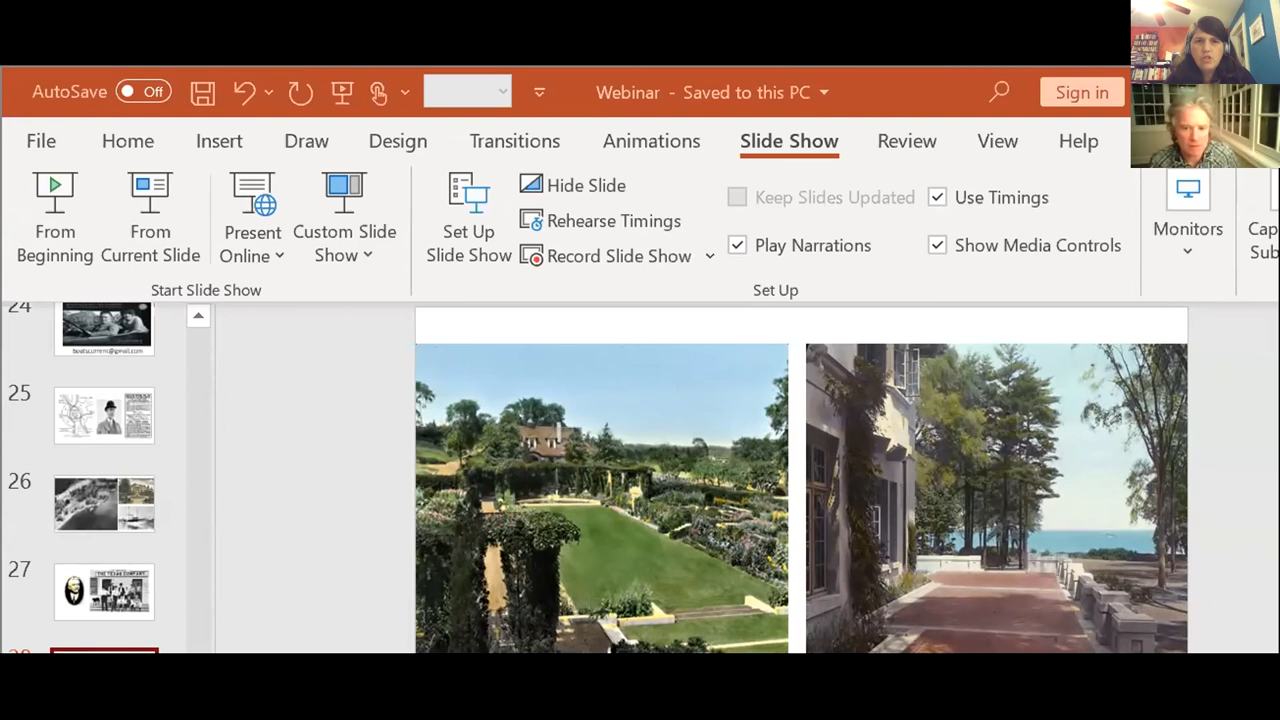 AutoSave Off Webinar - Saved to this PC Sign in
File Home Insert Draw Design Transitions Animations Slide Show Review View Help
From Beginning
From Current Slide
Present Online
Custom Slide Show
Start Slide Show
Set Up Slide Show
Hide Slide
Rehearse Timings
Record Slide Show
Keep Slides Updated
Use Timings
Play Narrations
Show Media Controls
Set Up
Monitors
24
25
26
27
THE TEXAS COMPANY